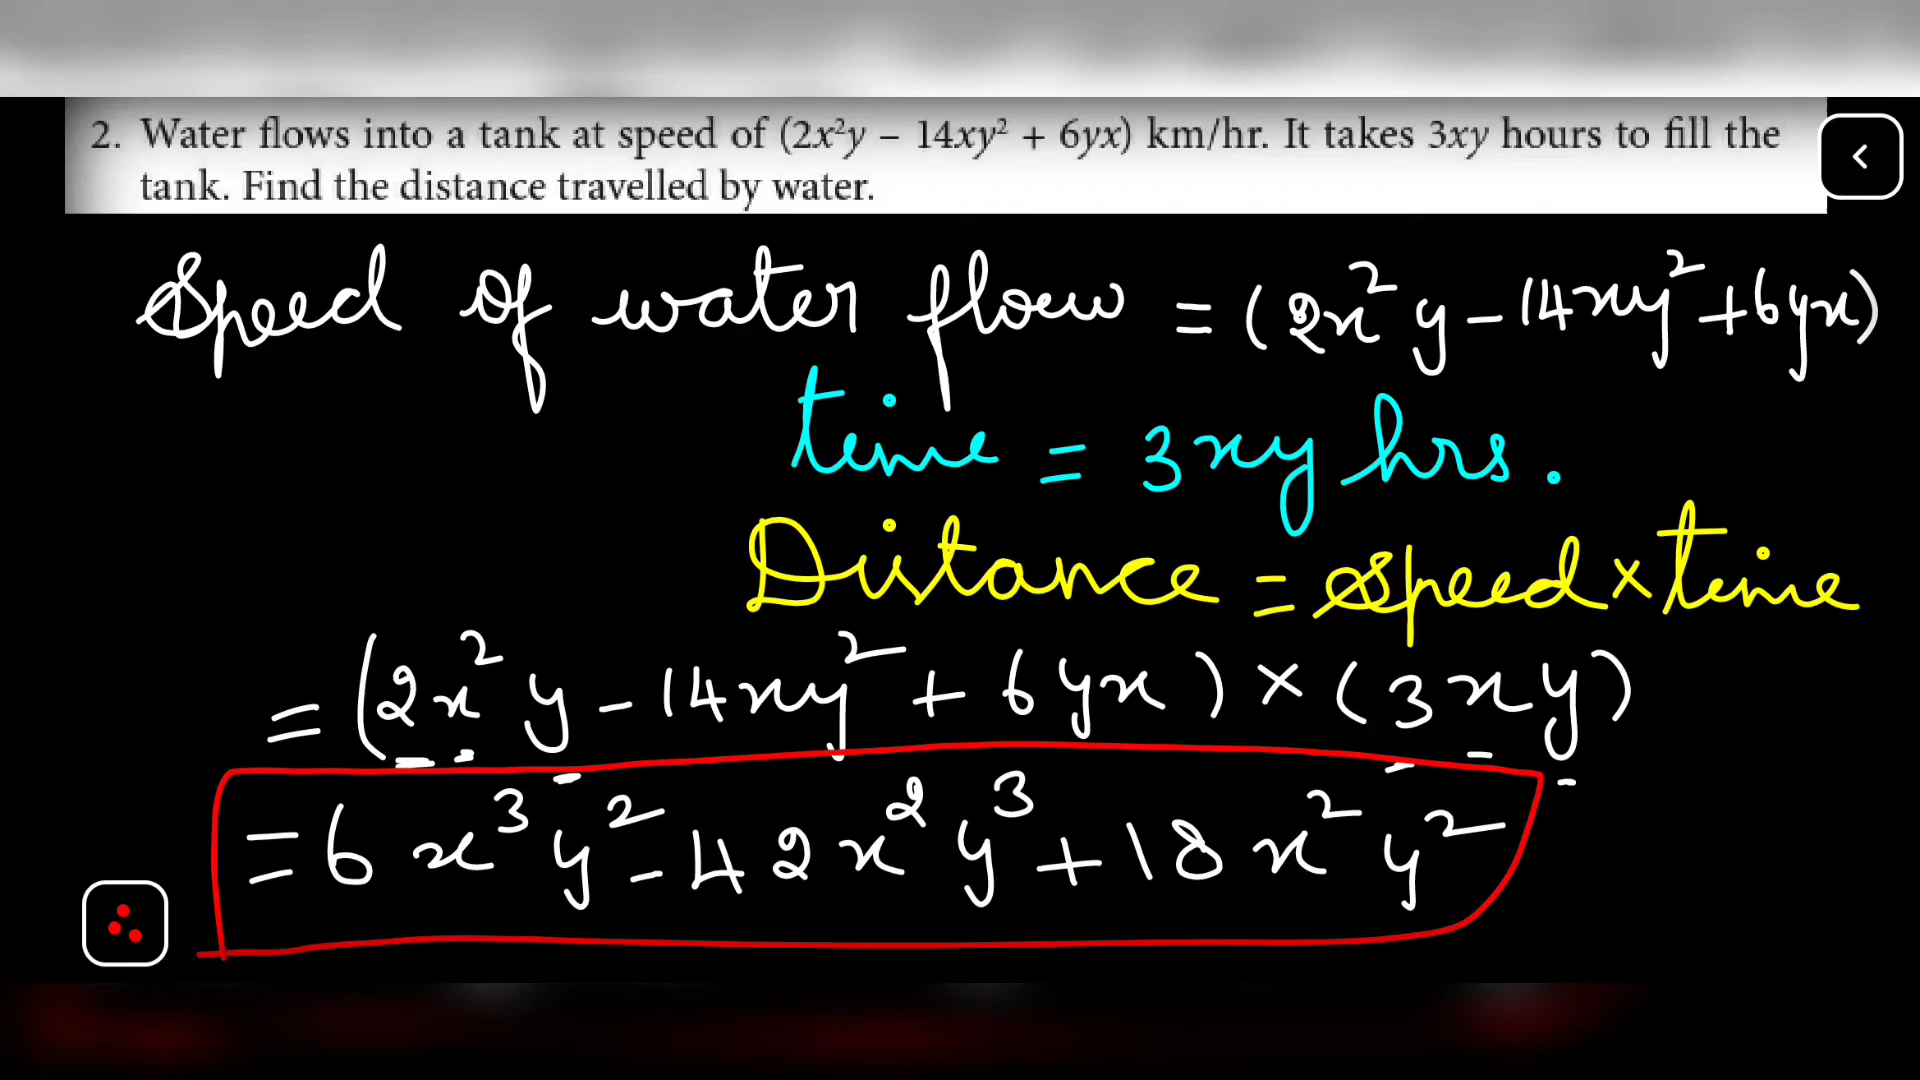 2. Water flows into a tank at speed of (2x²y – 14xy² + 6yx) km/hr. It takes 3xy hours to fill the
tank. Find the distance travelled by water.
Speed of water flow = (2x²y - 14xy² + 6yx)
time = 3xy hrs.
Distance = Speed × time
= (2x²y - 14xy² + 6yx) × (3xy)
= 6x³y² - 42x²y³ + 18x²y²